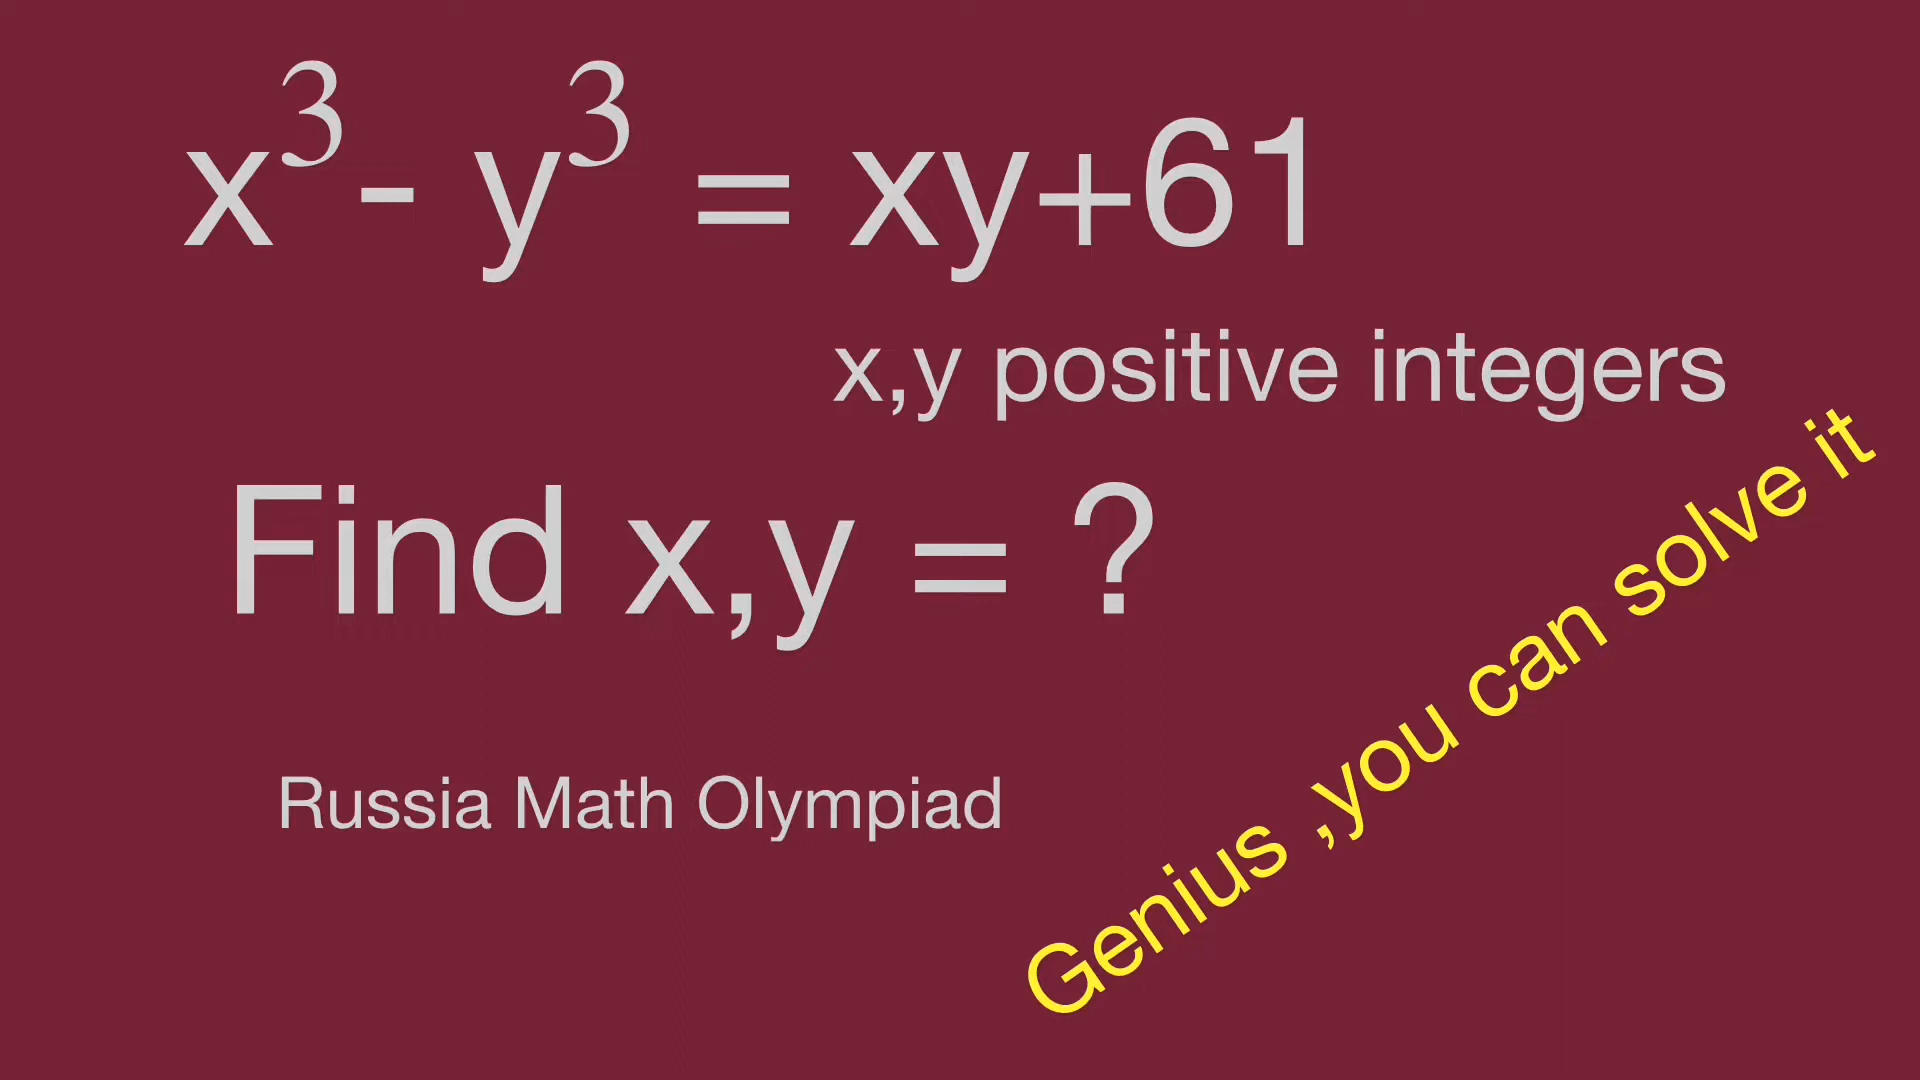 x³- y³ = xy+61
x,y positive integers
Find x,y = ?
Russia Math Olympiad
Genius ,you can solve it